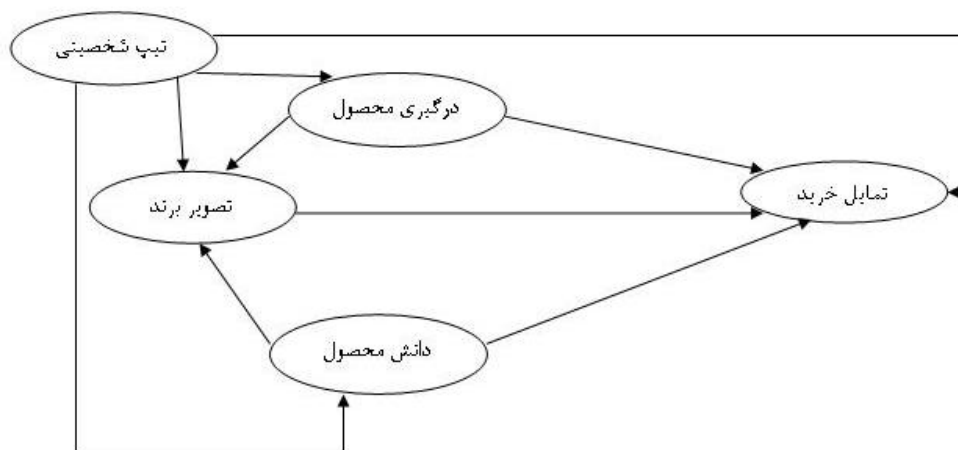 تیپ شخصیتی
درگیری محصول
تصویر برند
تمایل خرید
دانش محصول